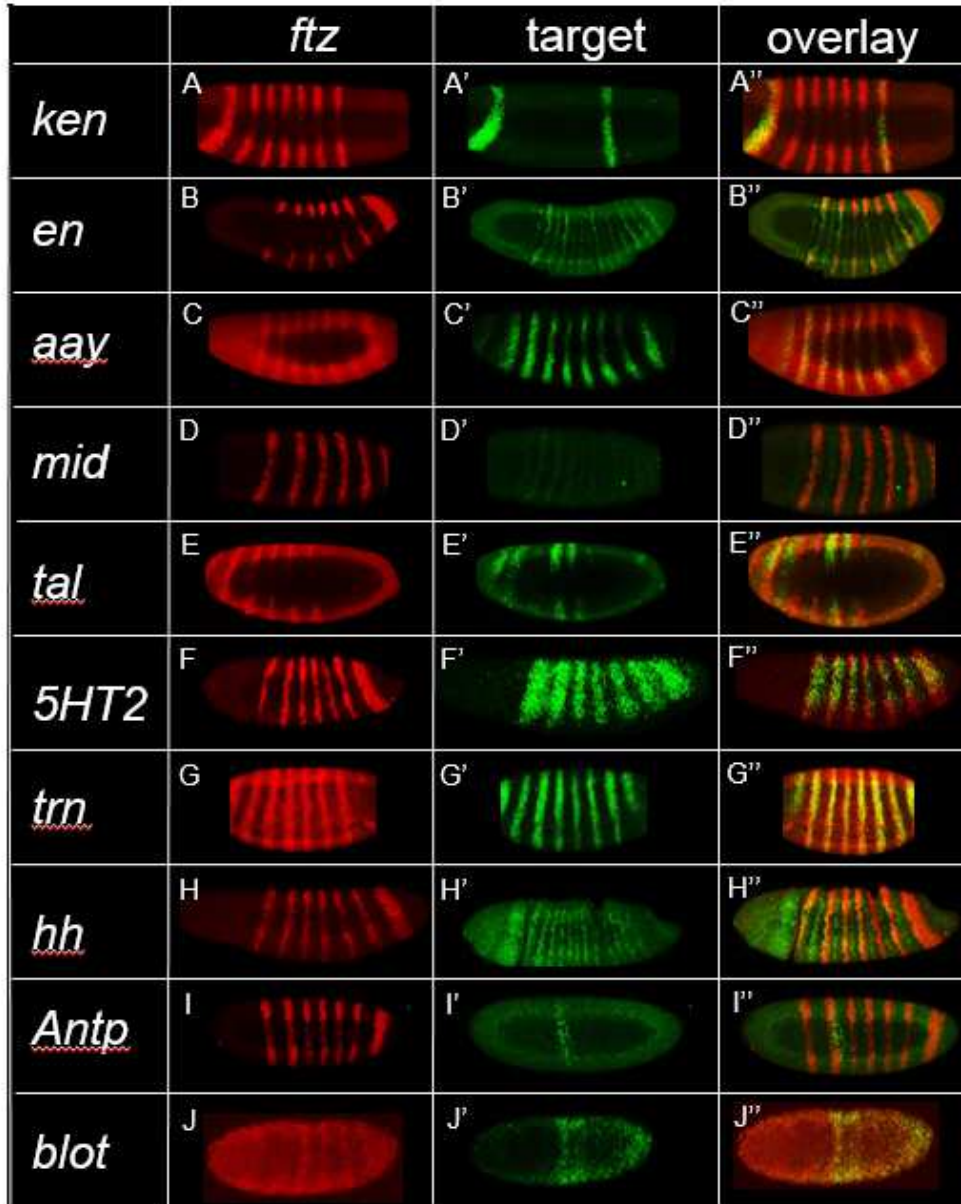 ftz target overlay
ken A A' A"
en B B' B"
aay C C' C"
mid D D' D"
tal E E' E"
5HT2 F F' F"
trn G G' G"
hh H H' H"
Antp I I' I"
blot J J' J"